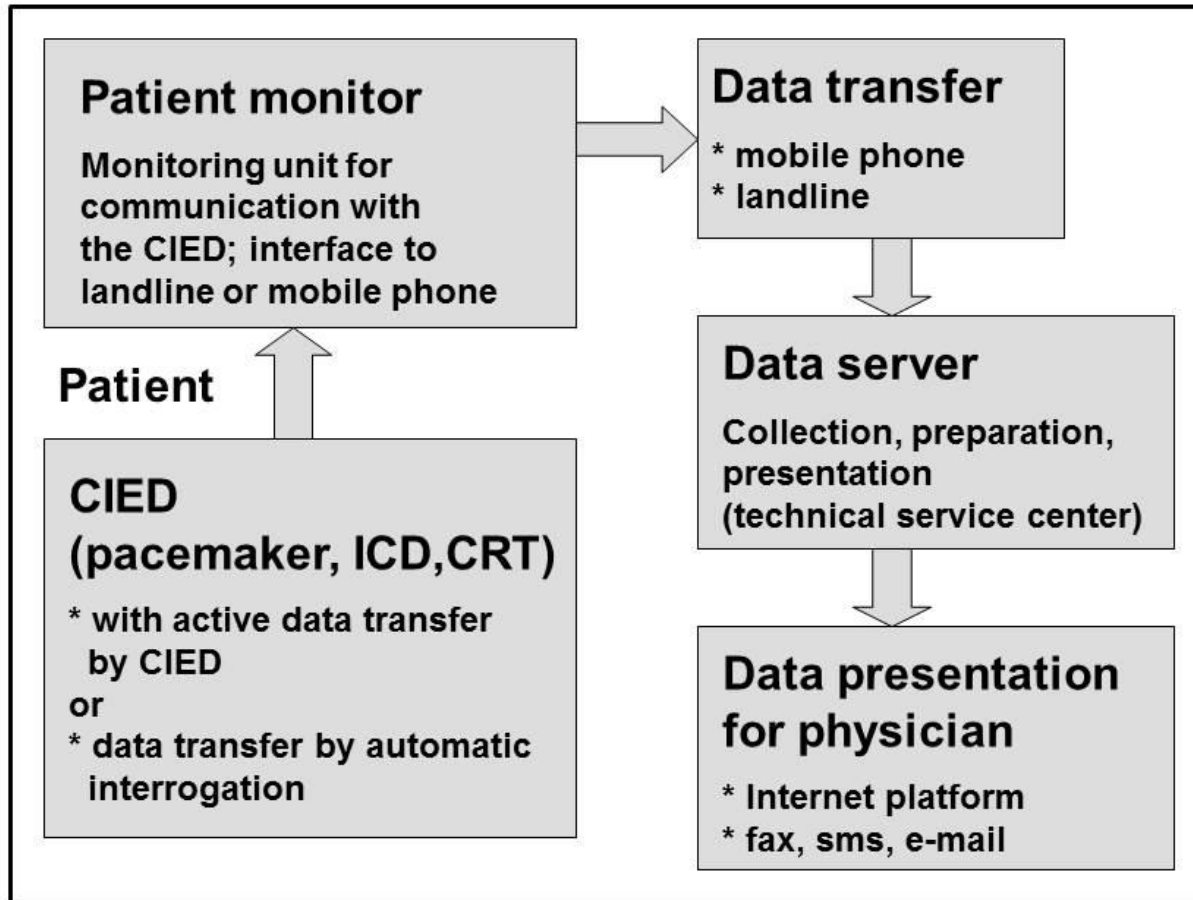 Patient monitor
Monitoring unit for
communication with
the CIED; interface to
landline or mobile phone
Patient
CIED
(pacemaker, ICD,CRT)
* with active data transfer
by CIED
or
* data transfer by automatic
interrogation
Data transfer
* mobile phone
* landline
Data server
Collection, preparation,
presentation
(technical service center)
Data presentation
for physician
* Internet platform
* fax, sms, e-mail